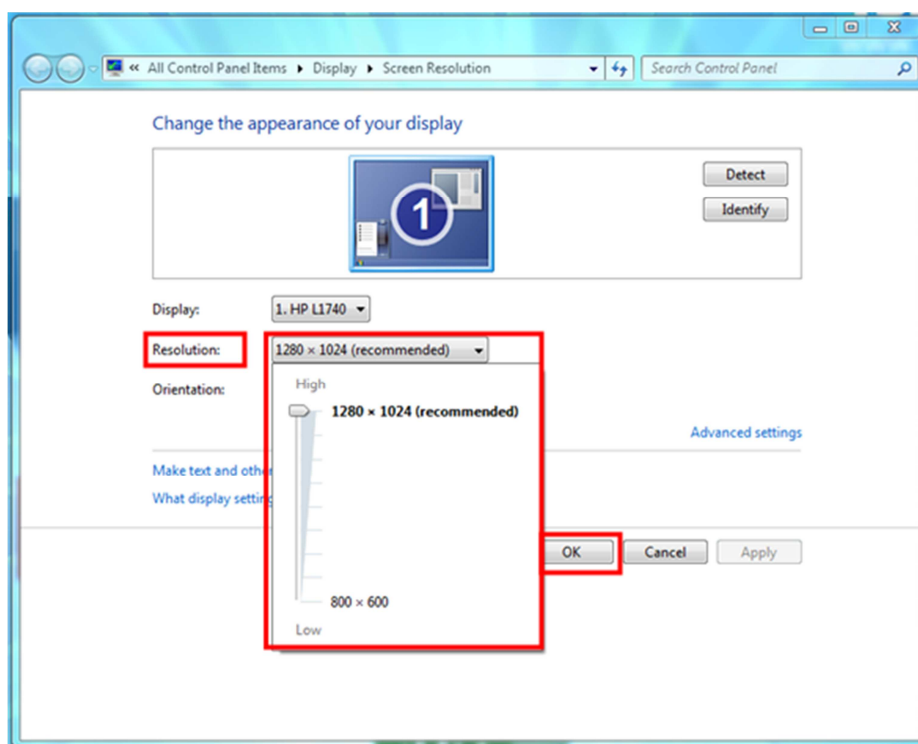 « All Control Panel Items ▸ Display ▸ Screen Resolution
Search Control Panel
Change the appearance of your display
1
Detect
Identify
Display:
1. HP L1740
Resolution:
1280 × 1024 (recommended)
Orientation:
High
1280 × 1024 (recommended)
Advanced settings
Make text and othe
What display setting
OK
Cancel
Apply
800 × 600
Low